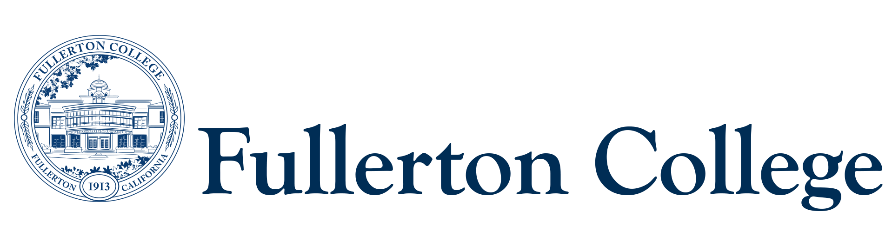 FULLERTON COLLEGE
FULLERTON 1913 CALIFORNIA
Fullerton College